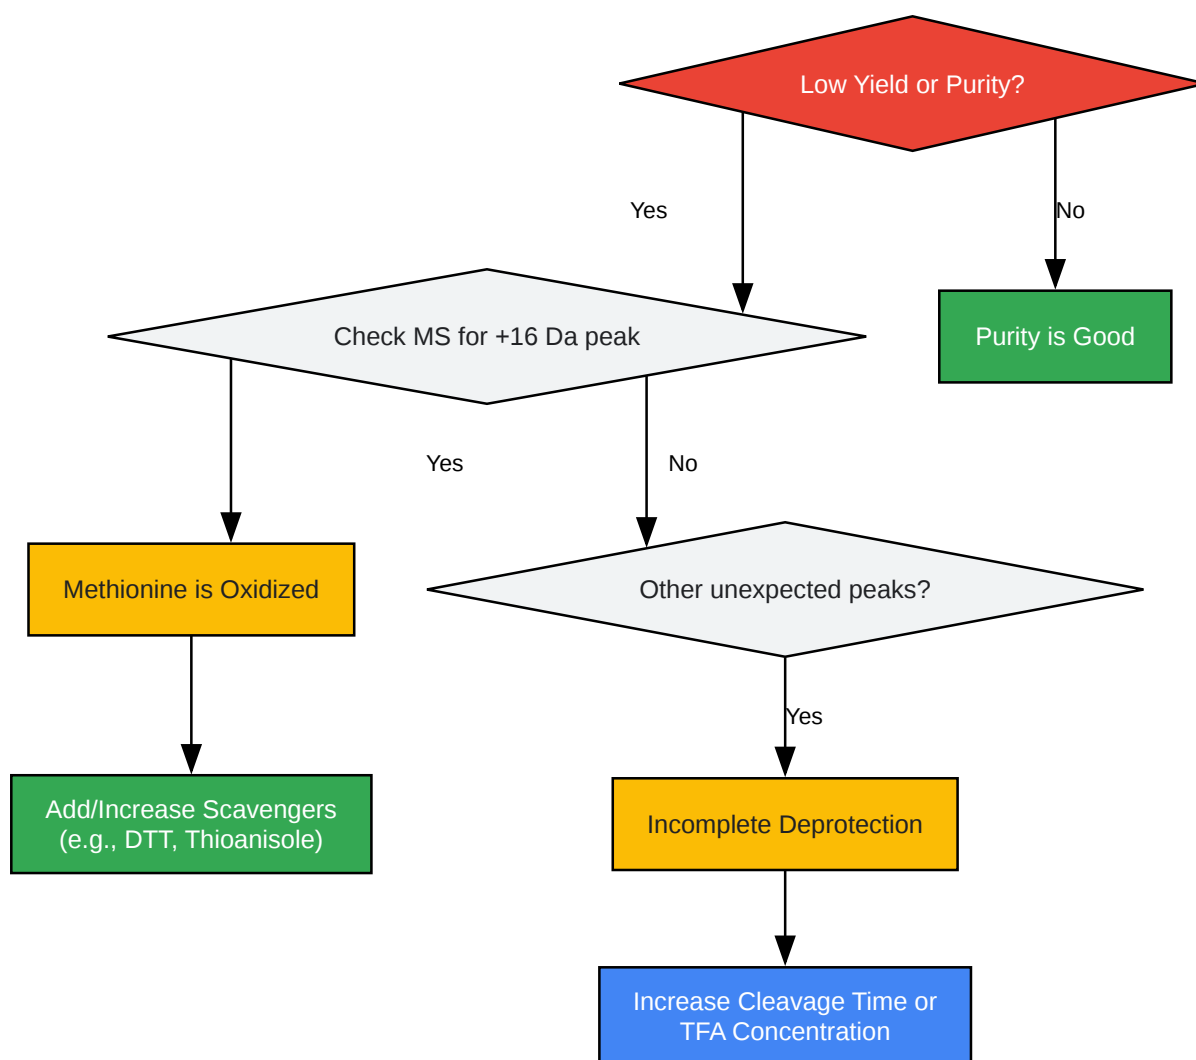 Low Yield or Purity?
Yes
No
Check MS for +16 Da peak
Purity is Good
Yes
No
Methionine is Oxidized
Other unexpected peaks?
Yes
Add/Increase Scavengers
(e.g., DTT, Thioanisole)
Incomplete Deprotection
Increase Cleavage Time or
TFA Concentration